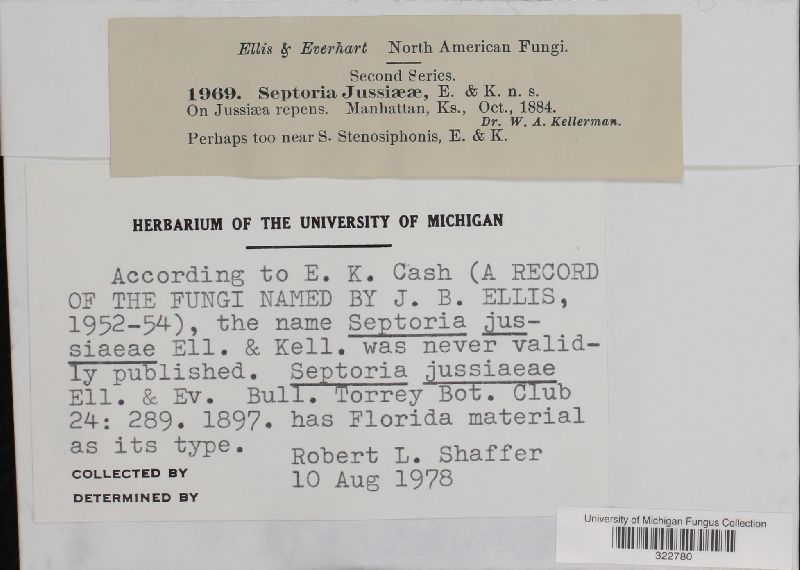 Ellis & Everhart North American Fungi.
Second Series.
1969. Septoria Jussiææ, E. & K. n. s.
On Jussiæa repens. Manhattan, Ks., Oct., 1884.
Dr. W. A. Kellerman.
Perhaps too near S. Stenosiphonis, E. & K.
HERBARIUM OF THE UNIVERSITY OF MICHIGAN
According to E. K. Cash (A RECORD
OF THE FUNGI NAMED BY J. B. ELLIS,
1952-54), the name Septoria jus-
siaeae Ell. & Kell. was never valid-
ly published. Septoria jussiaeae
Ell. & Ev. Bull. Torrey Bot. Club
24: 289. 1897. has Florida material
as its type.
Robert L. Shaffer
10 Aug 1978
COLLECTED BY
DETERMINED BY
University of Michigan Fungus Collection
322780